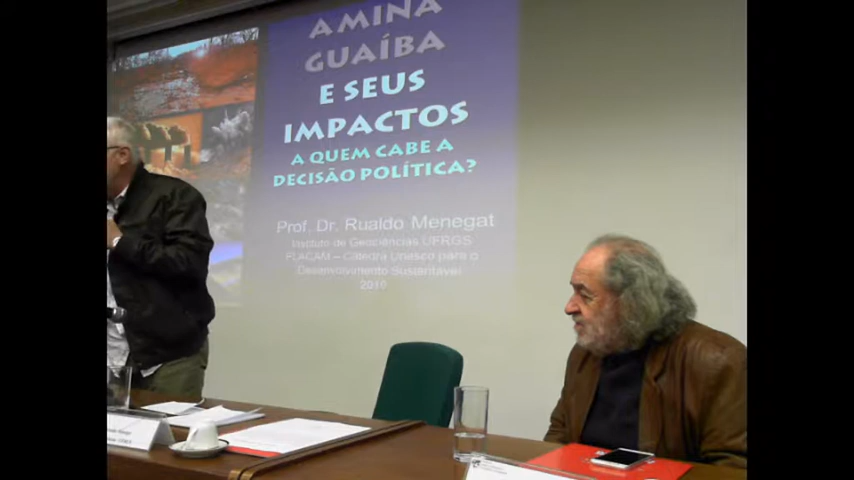 A MINA
GUAÍBA
E SEUS
IMPACTOS
A QUEM CABE A
DECISÃO POLÍTICA?
Prof. Dr. Rualdo Menegat
Instituto de Geociências UFRGS
FLACAM – Cátedra Unesco para o
Desenvolvimento Sustentável